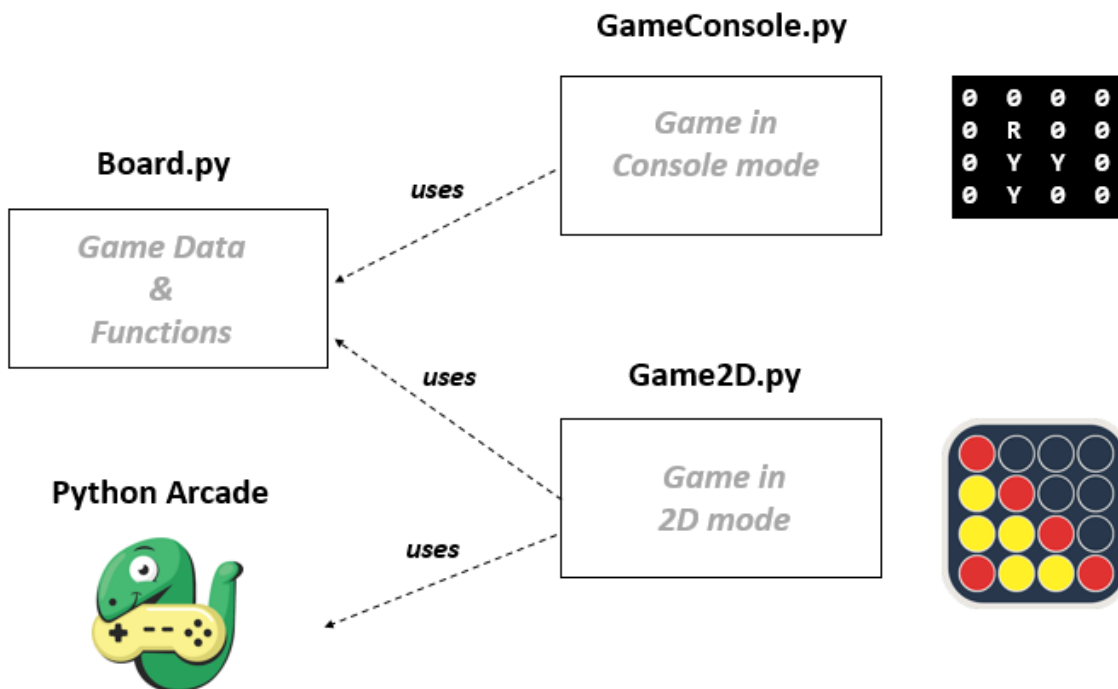 GameConsole.py
Game in
Console mode
0 0 0 0
0 R 0 0
0 Y Y 0
0 Y 0 0
Board.py
uses
Game Data
&
Functions
uses
Game2D.py
Game in
2D mode
Python Arcade
uses